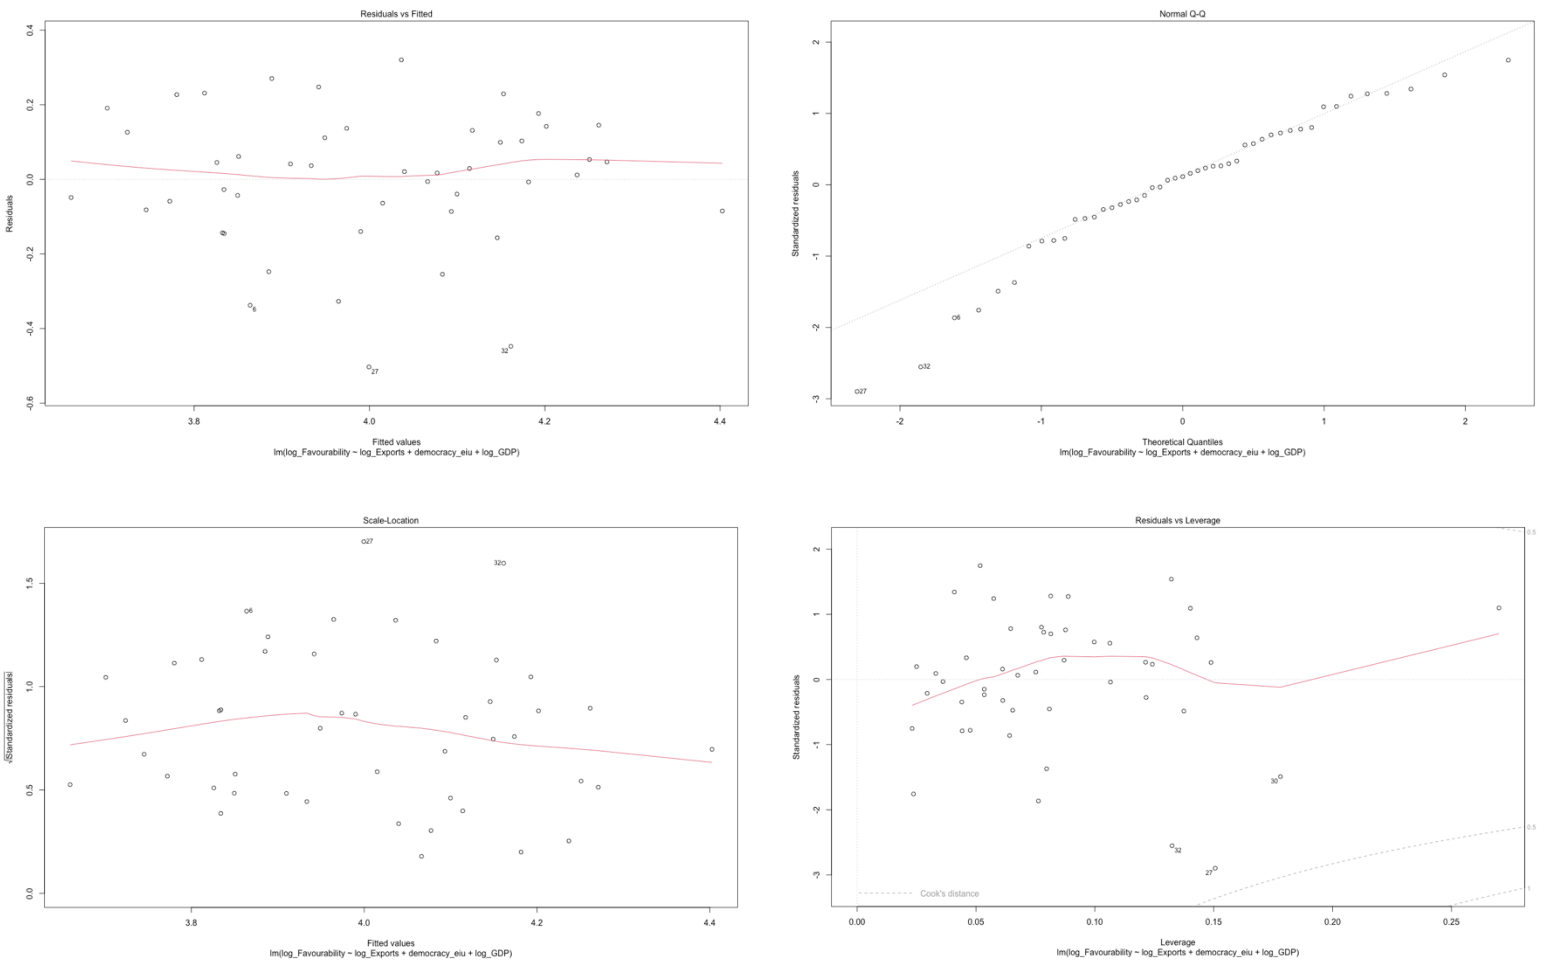 Residuals vs Fitted
0.4
0.2
0.0
-0.2
-0.4
-0.6
Residuals
6
32
27
3.8 4.0 4.2 4.4
Fitted values
lm(log_Favourability ~ log_Exports + democracy_eiu + log_GDP)
Normal Q-Q
2
1
0
-1
-2
-3
Standardized residuals
6
32
27
-2 -1 0 1 2
Theoretical Quantiles
lm(log_Favourability ~ log_Exports + democracy_eiu + log_GDP)
Scale-Location
27
32
6
1.5
1.0
0.5
0.0
√|Standardized residuals|
3.8 4.0 4.2 4.4
Fitted values
lm(log_Favourability ~ log_Exports + democracy_eiu + log_GDP)
Residuals vs Leverage
2
1
0
-1
-2
-3
Standardized residuals
0.5
30
32
27
0.5
1
Cook's distance
0.00 0.05 0.10 0.15 0.20 0.25
Leverage
lm(log_Favourability ~ log_Exports + democracy_eiu + log_GDP)